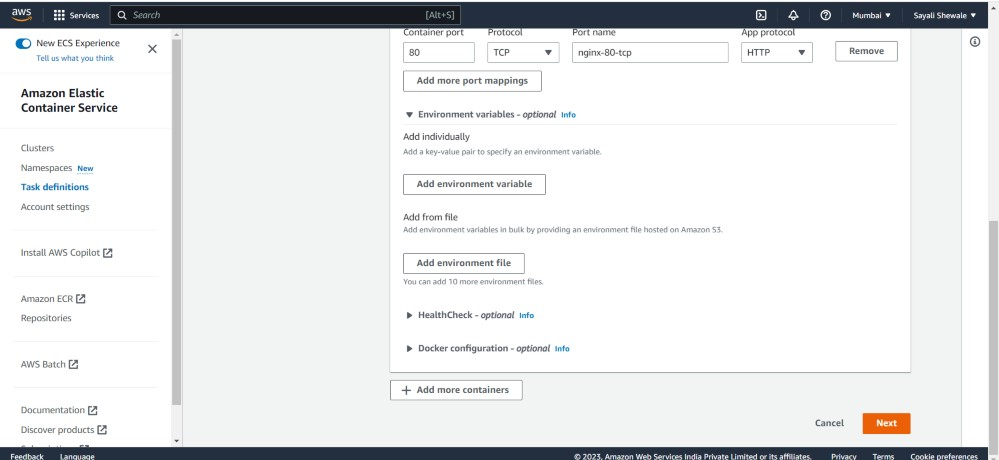 aws Services Search [Alt+S] Mumbai Sayali Shewale
New ECS Experience
Tell us what you think
Amazon Elastic
Container Service
Clusters
Namespaces New
Task definitions
Account settings
Install AWS Copilot
Amazon ECR
Repositories
AWS Batch
Documentation
Discover products
Container port Protocol Port name App protocol
80 TCP nginx-80-tcp HTTP Remove
Add more port mappings
Environment variables - optional Info
Add individually
Add a key-value pair to specify an environment variable.
Add environment variable
Add from file
Add environment variables in bulk by providing an environment file hosted on Amazon S3.
Add environment file
You can add 10 more environment files.
HealthCheck - optional Info
Docker configuration - optional Info
+ Add more containers
Cancel Next
Feedback Language © 2023, Amazon Web Services India Private Limited or its affiliates. Privacy Terms Cookie preferences